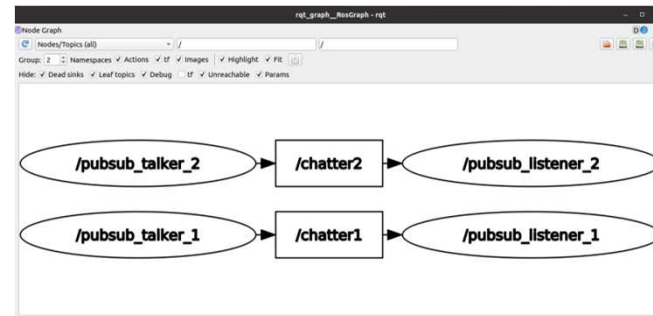 rqt_graph__RosGraph - rqt
Node Graph
D
Nodes/Topics (all) / /
Group: 2 Namespaces ✓ Actions ✓ tf ✓ Images ✓ Highlight ✓ Fit
Hide: ✓ Dead sinks ✓ Leaf topics ✓ Debug tf ✓ Unreachable ✓ Params
/pubsub_talker_2 /chatter2 /pubsub_listener_2
/pubsub_talker_1 /chatter1 /pubsub_listener_1